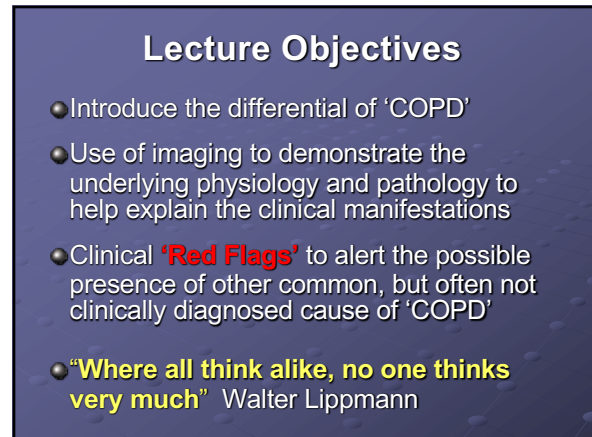 Lecture Objectives
Introduce the differential of ‘COPD’
Use of imaging to demonstrate the
underlying physiology and pathology to
help explain the clinical manifestations
Clinical ‘Red Flags’ to alert the possible
presence of other common, but often not
clinically diagnosed cause of ‘COPD’
“Where all think alike, no one thinks
very much” Walter Lippmann